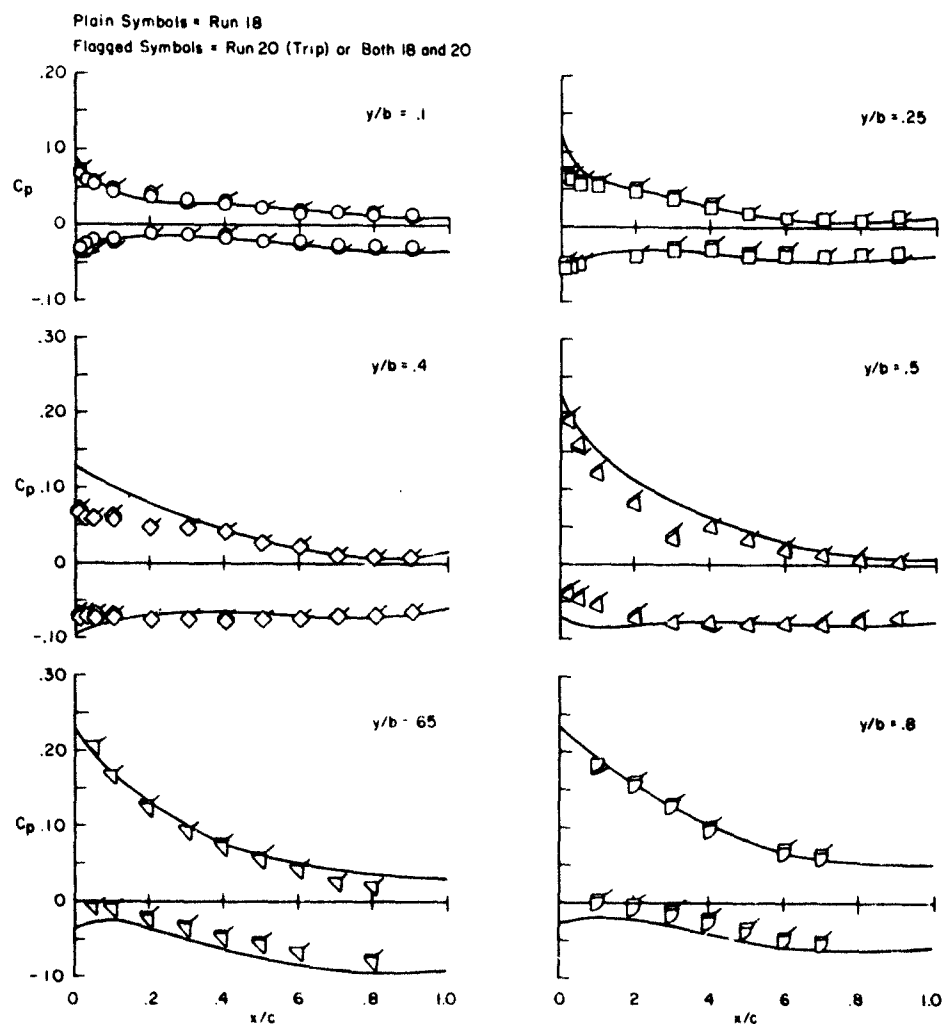 Plain Symbols = Run 18
Flagged Symbols = Run 20 (Trip) or Both 18 and 20
.20
.10
Cp
0
-.10
y/b = .1
y/b = .25
.30
.20
Cp .10
0
-.10
y/b = .4
y/b = .5
.30
.20
Cp .10
0
-.10
y/b - 65
y/b = .8
0 .2 .4 .6 .8 1.0
x/c
0 2 4 6 .8 1.0
x/c